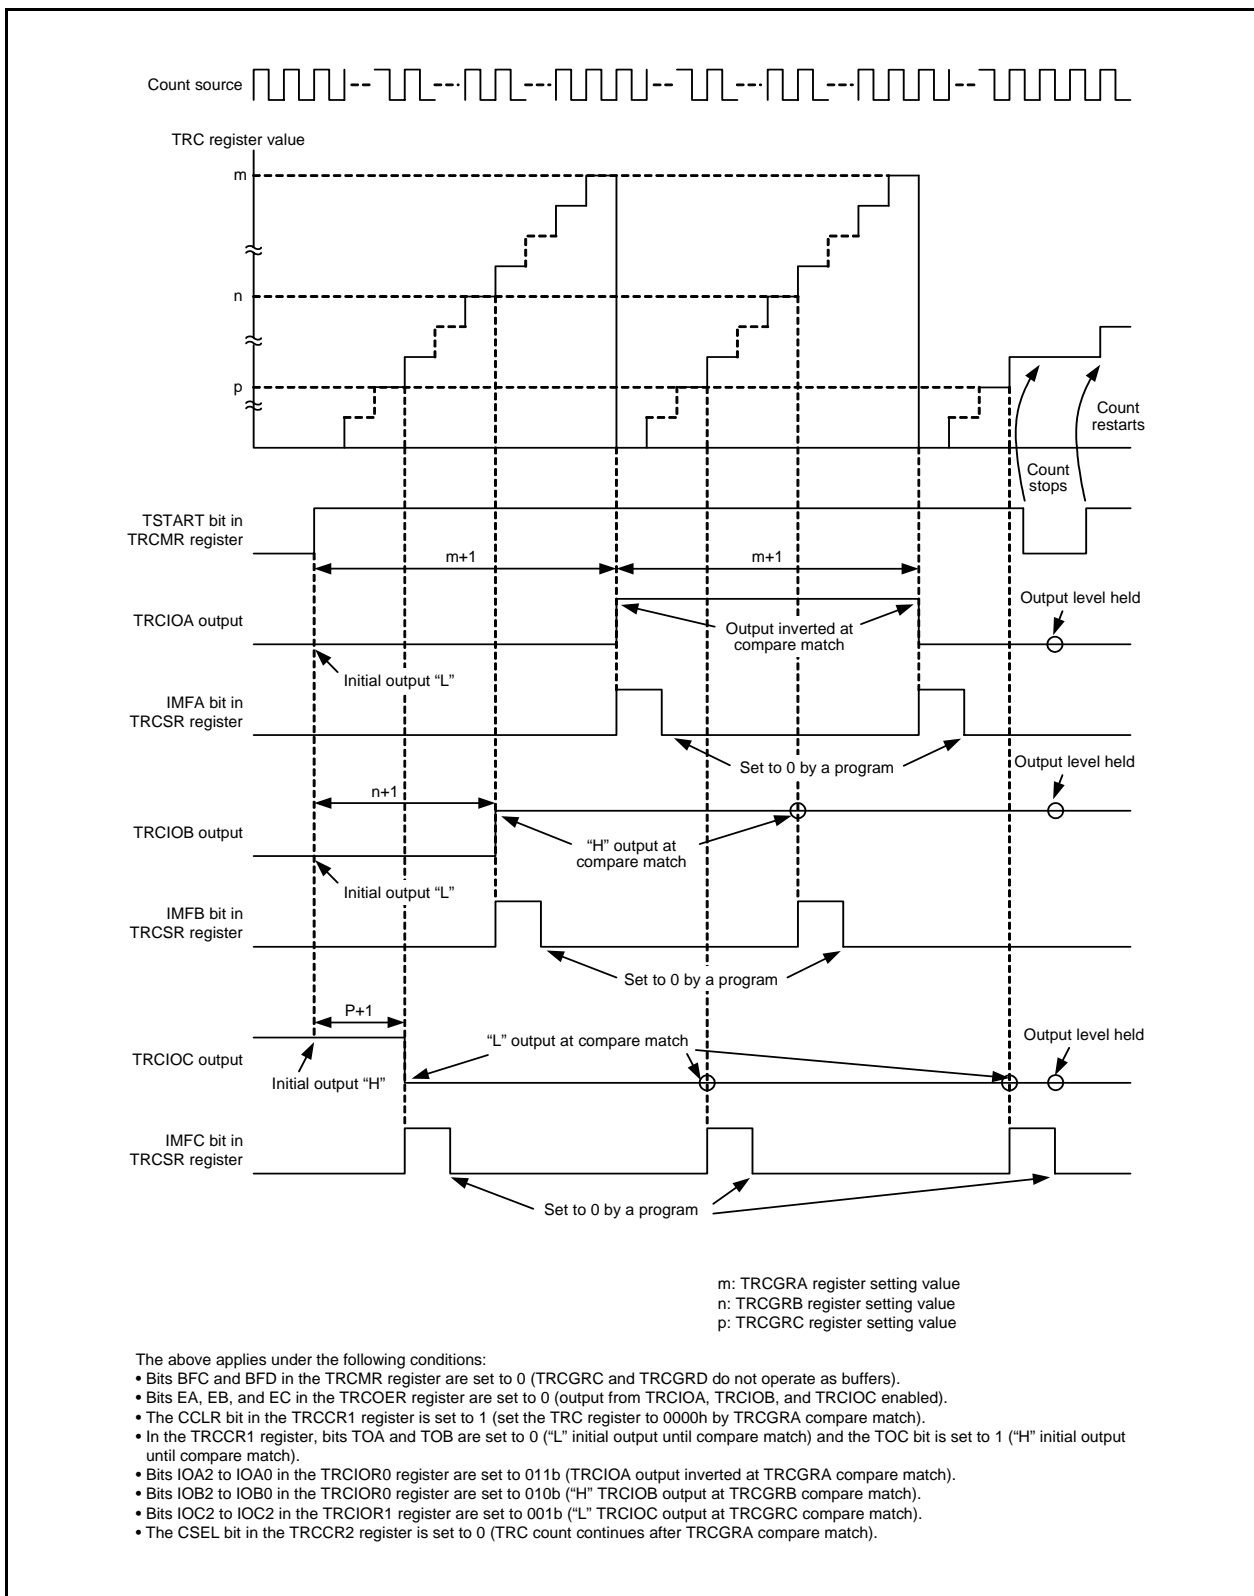 Count source
TRC register value
m
n
p
Count
restarts
Count
stops
TSTART bit in
TRCMR register
m+1
m+1
TRCIOA output
Output inverted at
compare match
Output level held
Initial output “L”
IMFA bit in
TRCSR register
Set to 0 by a program
Output level held
n+1
TRCIOB output
“H” output at
compare match
Initial output “L”
IMFB bit in
TRCSR register
Set to 0 by a program
P+1
“L” output at compare match
Output level held
TRCIOC output
Initial output “H”
IMFC bit in
TRCSR register
Set to 0 by a program
m: TRCGRA register setting value
n: TRCGRB register setting value
p: TRCGRC register setting value
The above applies under the following conditions:
• Bits BFC and BFD in the TRCMR register are set to 0 (TRCGRC and TRCGRD do not operate as buffers).
• Bits EA, EB, and EC in the TRCOER register are set to 0 (output from TRCIOA, TRCIOB, and TRCIOC enabled).
• The CCLR bit in the TRCCR1 register is set to 1 (set the TRC register to 0000h by TRCGRA compare match).
• In the TRCCR1 register, bits TOA and TOB are set to 0 (“L” initial output until compare match) and the TOC bit is set to 1 (“H” initial output
until compare match).
• Bits IOA2 to IOA0 in the TRCIOR0 register are set to 011b (TRCIOA output inverted at TRCGRA compare match).
• Bits IOB2 to IOB0 in the TRCIOR0 register are set to 010b (“H” TRCIOB output at TRCGRB compare match).
• Bits IOC2 to IOC2 in the TRCIOR1 register are set to 001b (“L” TRCIOC output at TRCGRC compare match).
• The CSEL bit in the TRCCR2 register is set to 0 (TRC count continues after TRCGRA compare match).